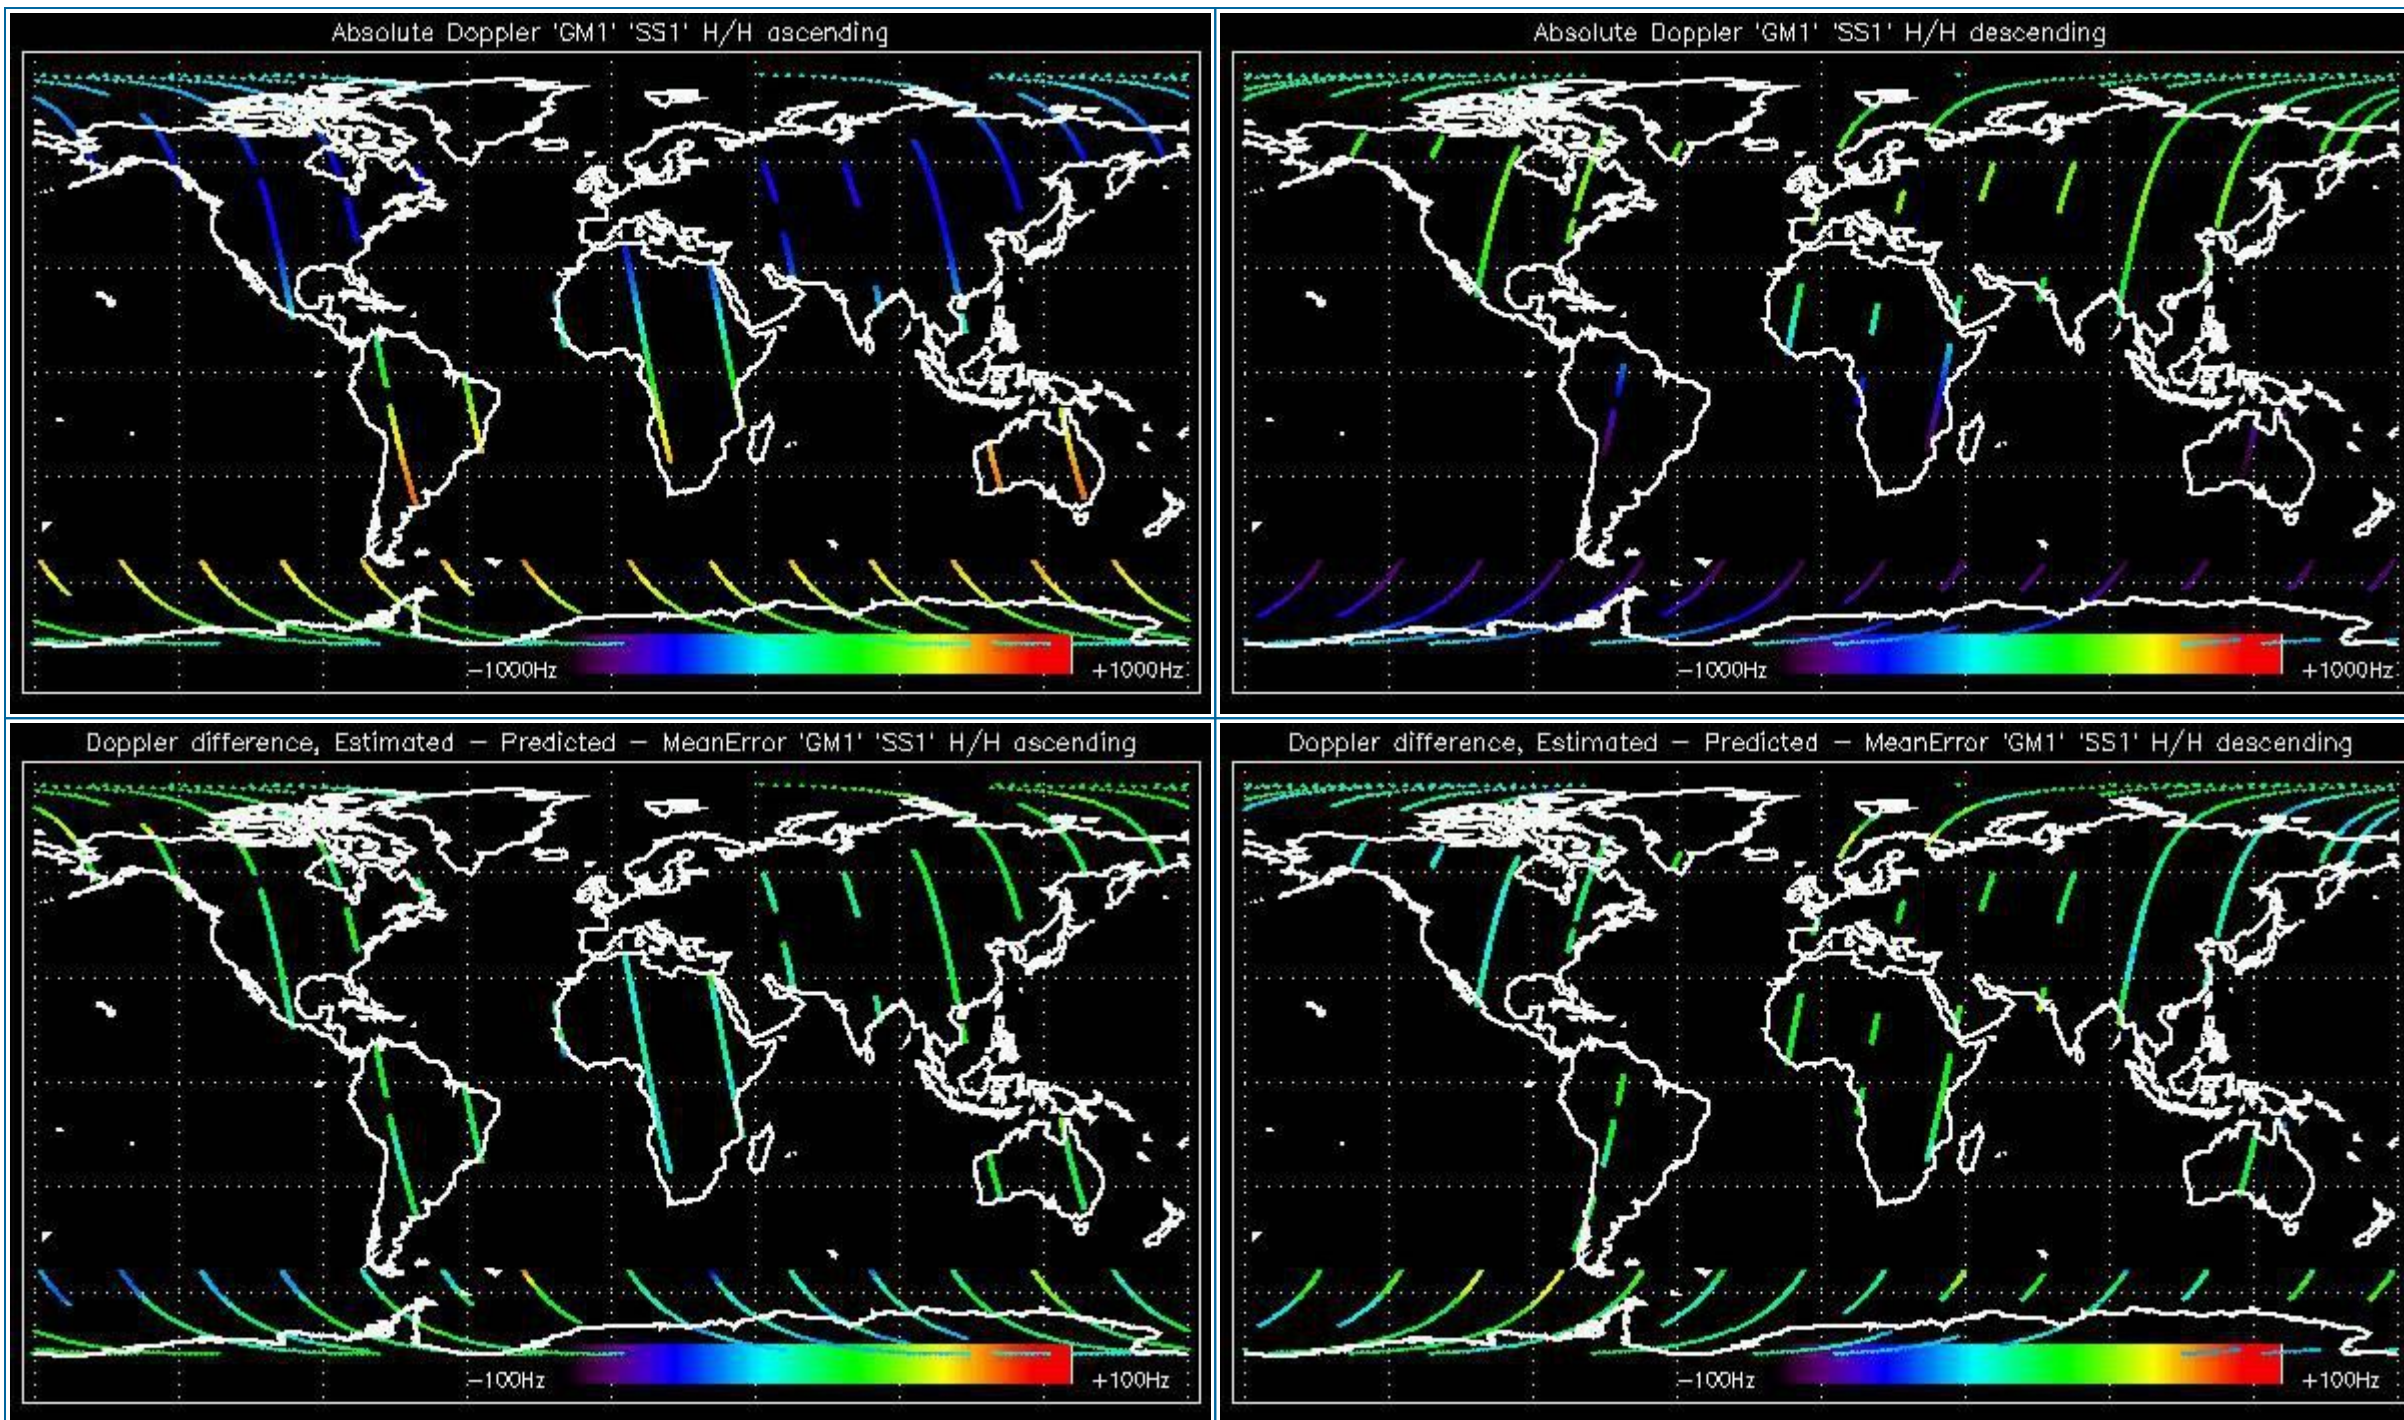 Absolute Doppler 'GM1' 'SS1' H/H ascending
−1000Hz
+1000Hz
Absolute Doppler 'GM1' 'SS1' H/H descending
−1000Hz
+1000Hz
Doppler difference, Estimated − Predicted − MeanError 'GM1' 'SS1' H/H ascending
−100Hz
+100Hz
Doppler difference, Estimated − Predicted − MeanError 'GM1' 'SS1' H/H descending
−100Hz
+100Hz